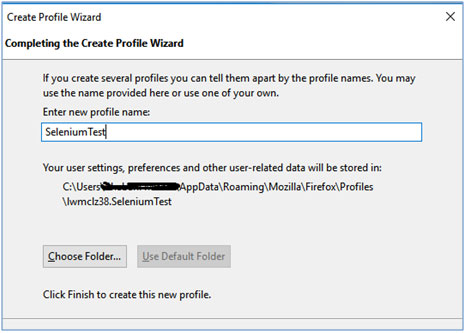 Create Profile Wizard
Completing the Create Profile Wizard
If you create several profiles you can tell them apart by the profile names. You may
use the name provided here or use one of your own.
Enter new profile name:
SeleniumTest
Your user settings, preferences and other user-related data will be stored in:
C:\Users\ AppData\Roaming\Mozilla\Firefox\Profiles
\lwmclz38.SeleniumTest
Choose Folder... Use Default Folder
Click Finish to create this new profile.